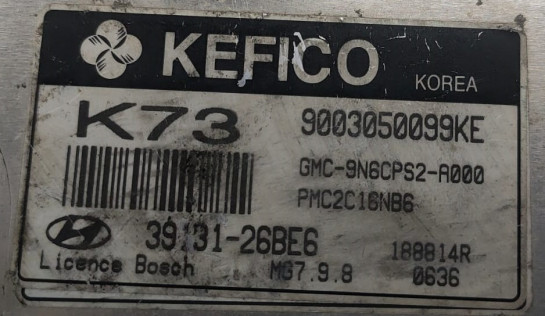 KEFICO
KOREA
K73
9003050099KE
GMC-9N6CPS2-A000
PMC2C16NB6
39131-26BE6
188814R
Licence Bosch
MG7.9.8
0636